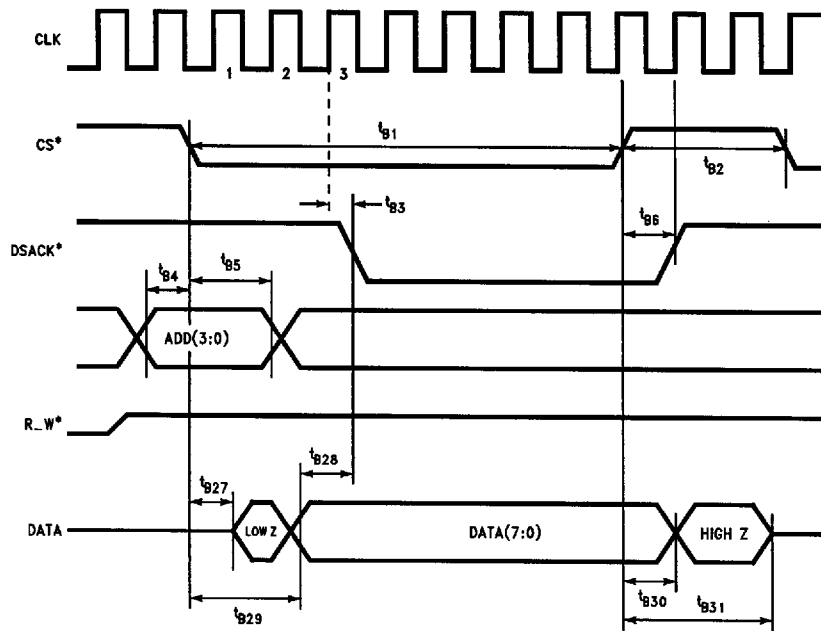 CLK
1 2 3
CS*
tB1
tB2
tB3
DSACK*
tB6
tB4
tB5
ADD(3:0)
R_W*
tB28
tB27
DATA
LOW Z
DATA(7:0)
HIGH Z
tB29
tB30
tB31